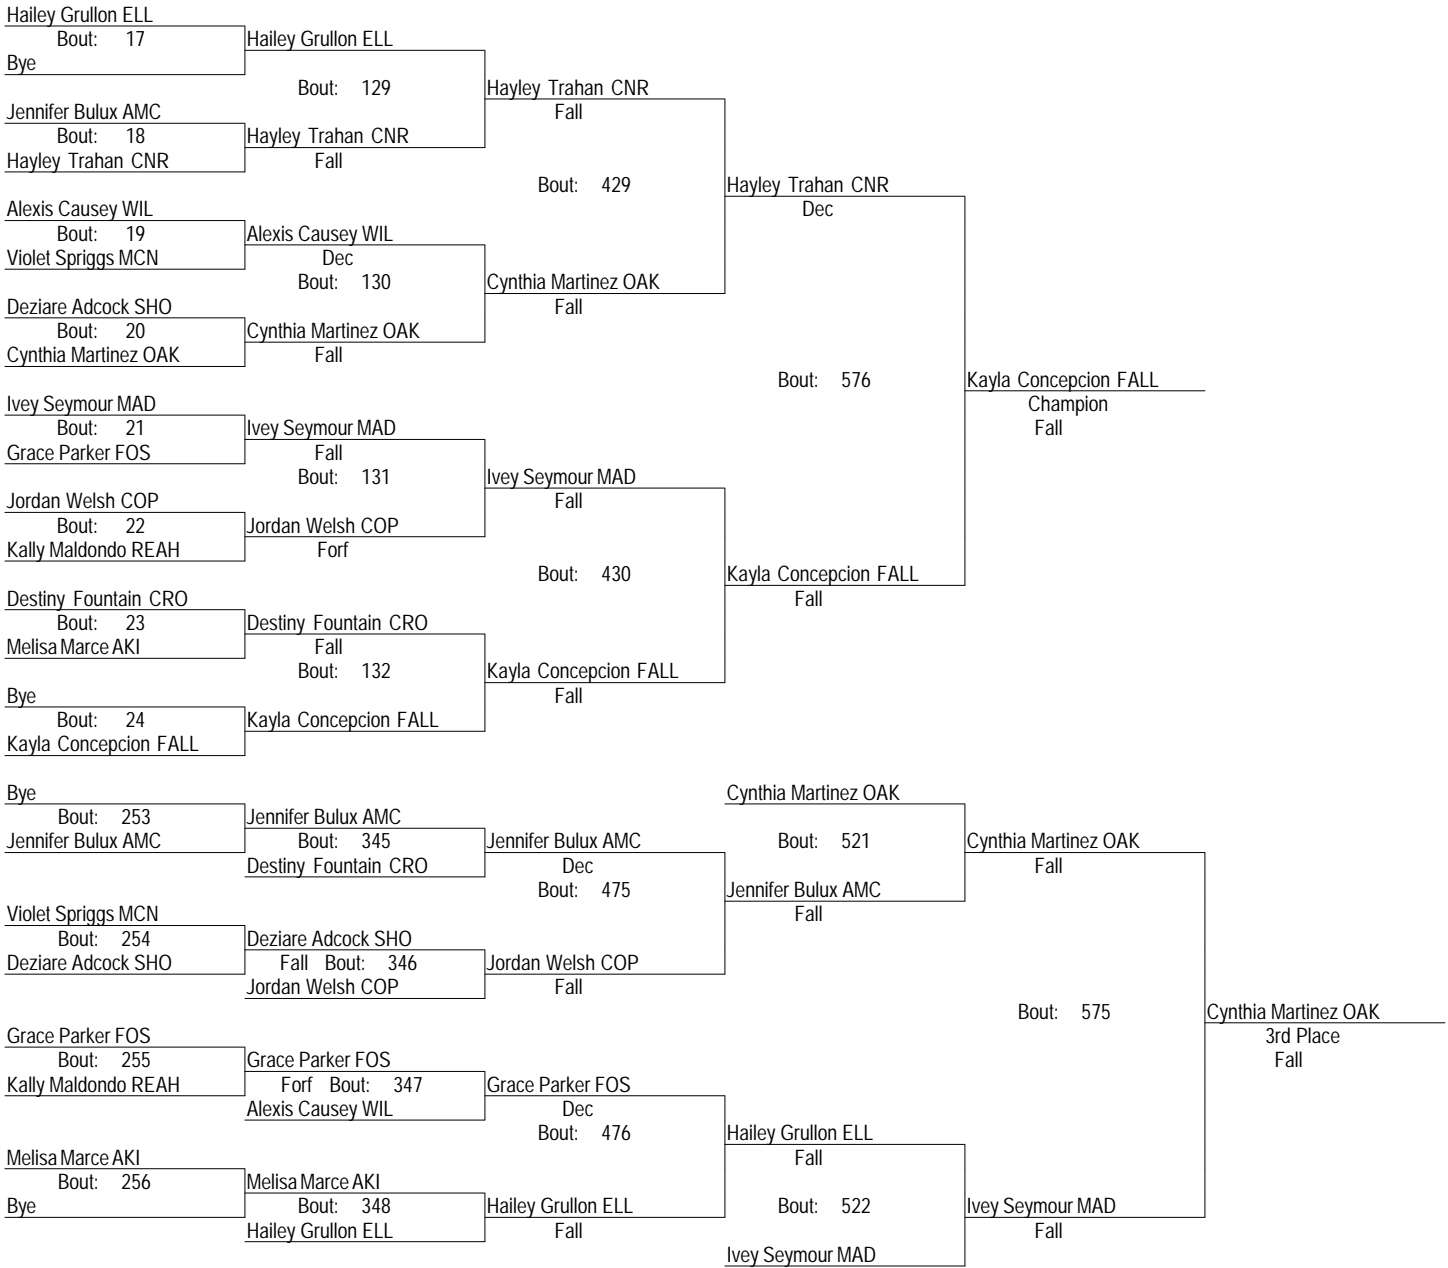 Hailey Grullon ELL
Bout: 17
Hailey Grullon ELL
Bye
Bout: 129
Hayley Trahan CNR
Jennifer Bulux AMC
Fall
Bout: 18
Hayley Trahan CNR
Hayley Trahan CNR
Fall
Bout: 429
Hayley Trahan CNR
Alexis Causey WIL
Dec
Bout: 19
Alexis Causey WIL
Violet Spriggs MCN
Dec
Bout: 130
Cynthia Martinez OAK
Deziare Adcock SHO
Fall
Bout: 20
Cynthia Martinez OAK
Cynthia Martinez OAK
Fall
Bout: 576
Kayla Concepcion FALL
Ivey Seymour MAD
Champion
Bout: 21
Ivey Seymour MAD
Fall
Grace Parker FOS
Fall
Bout: 131
Ivey Seymour MAD
Jordan Welsh COP
Fall
Bout: 22
Jordan Welsh COP
Kally Maldondo REAH
Forf
Bout: 430
Kayla Concepcion FALL
Destiny Fountain CRO
Fall
Bout: 23
Destiny Fountain CRO
Melisa Marce AKI
Fall
Bout: 132
Kayla Concepcion FALL
Bye
Fall
Bout: 24
Kayla Concepcion FALL
Kayla Concepcion FALL
Bye
Cynthia Martinez OAK
Bout: 253
Jennifer Bulux AMC
Jennifer Bulux AMC
Bout: 345
Jennifer Bulux AMC
Bout: 521
Cynthia Martinez OAK
Destiny Fountain CRO
Dec
Fall
Bout: 475
Jennifer Bulux AMC
Violet Spriggs MCN
Fall
Bout: 254
Deziare Adcock SHO
Deziare Adcock SHO
Fall Bout: 346
Jordan Welsh COP
Jordan Welsh COP
Fall
Bout: 575
Cynthia Martinez OAK
Grace Parker FOS
3rd Place
Bout: 255
Grace Parker FOS
Fall
Kally Maldondo REAH
Forf Bout: 347
Grace Parker FOS
Alexis Causey WIL
Dec
Bout: 476
Hailey Grullon ELL
Melisa Marce AKI
Fall
Bout: 256
Melisa Marce AKI
Bye
Bout: 348
Hailey Grullon ELL
Bout: 522
Ivey Seymour MAD
Hailey Grullon ELL
Fall
Fall
Ivey Seymour MAD